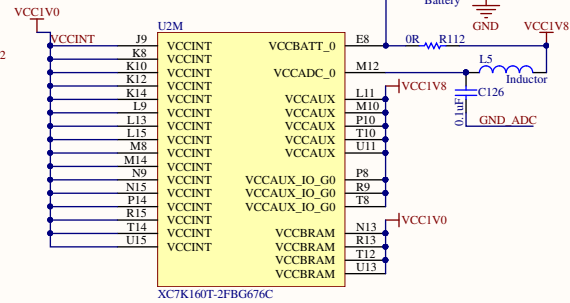 VCC1V0
Battery
GND
VCC1V8
U2M
VCCINT
J9 VCCINT VCCBATT_0 E8 0R R112
K8 VCCINT
K10 VCCINT VCCADC_0 M12 L5
K12 VCCINT Inductor
K14 VCCINT VCCAUX L11 VCC1V8 C126
L9 VCCINT VCCAUX M10 0.1uF
L13 VCCINT VCCAUX P10 GND_ADC
L15 VCCINT VCCAUX T10
M8 VCCINT VCCAUX U11
M14 VCCINT
N9 VCCINT VCCAUX_IO_G0 P8
N15 VCCINT VCCAUX_IO_G0 R9
P14 VCCINT VCCAUX_IO_G0 T8
R15 VCCINT VCC1V0
T14 VCCINT VCCBRAM N13
U15 VCCINT VCCBRAM R13
VCCBRAM T12
VCCBRAM U13
XC7K160T-2FBG676C
2